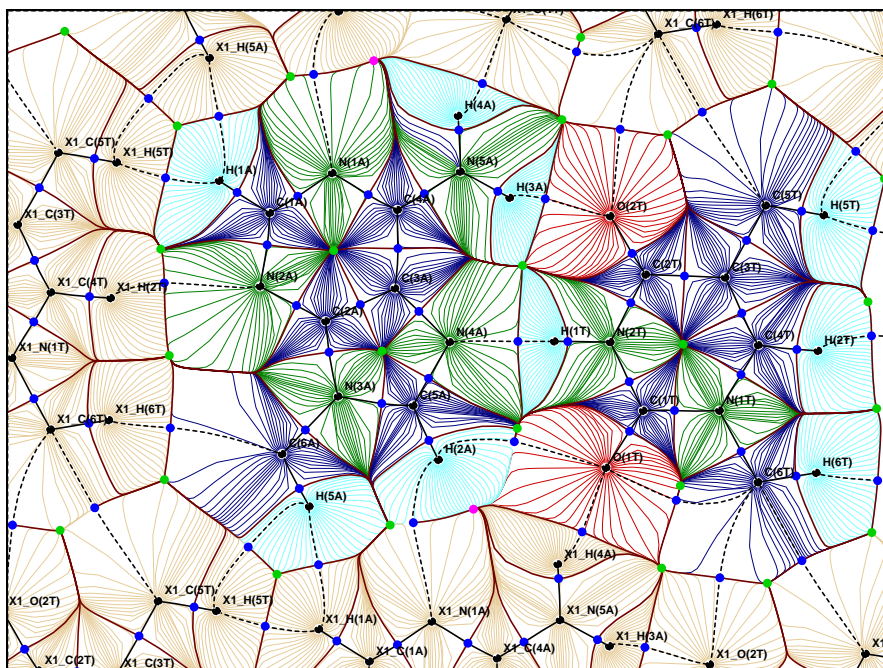 X1_H(6T)
X1_C(6T)
X1_H(5A)
H(4A)
X1_C(5T)
X1_H(5T)
N(1A)
N(5A)
H(1A)
H(3A)
C(5T)
X1_C(3T)
C(1A)
C(4A)
O(2T)
H(5T)
X1_C(4T)
X1_H(2T)
N(2A)
C(3A)
C(2T)
C(3T)
C(2A)
N(4A)
H(1T)
N(2T)
C(4T)
H(2T)
X1_N(1T)
N(3A)
C(5A)
C(1T)
N(1T)
X1_C(6T)
X1_H(6T)
C(6A)
H(2A)
O(1T)
C(6T)
H(6T)
H(5A)
X1_H(4A)
X1_O(2T)
X1_C(5T)
X1_H(5T)
X1_H(1A)
X1_N(1A)
X1_N(5A)
X1_C(2T)
X1_C(3T)
X1_C(1A)
X1_C(4A)
X1_H(3A)
X1_O(2T)